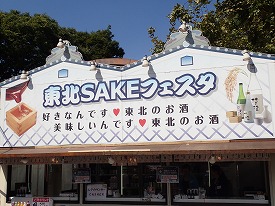 東北SAKEフェスタ
好きなんです♥東北のお酒
美味しいんです♥東北のお酒